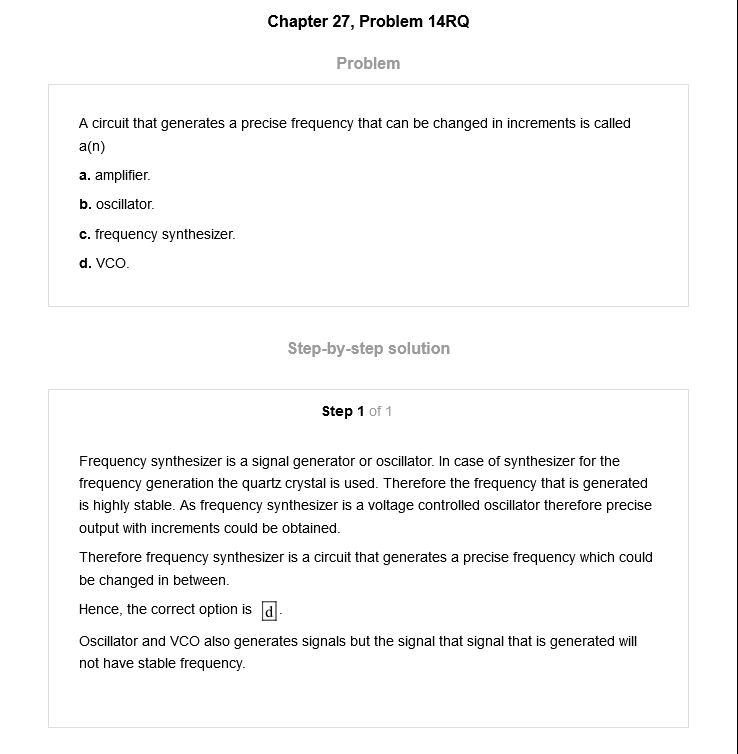 Chapter 27, Problem 14RQ
Problem
A circuit that generates a precise frequency that can be changed in increments is called
a(n)
a. amplifier.
b. oscillator.
c. frequency synthesizer.
d. VCO.
Step-by-step solution
Step 1 of 1
Frequency synthesizer is a signal generator or oscillator. In case of synthesizer for the
frequency generation the quartz crystal is used. Therefore the frequency that is generated
is highly stable. As frequency synthesizer is a voltage controlled oscillator therefore precise
output with increments could be obtained.
Therefore frequency synthesizer is a circuit that generates a precise frequency which could
be changed in between.
Hence, the correct option is d.
Oscillator and VCO also generates signals but the signal that signal that is generated will
not have stable frequency.